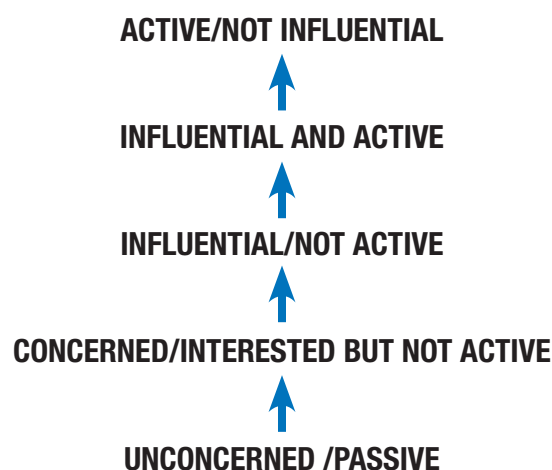 ACTIVE/NOT INFLUENTIAL
INFLUENTIAL AND ACTIVE
INFLUENTIAL/NOT ACTIVE
CONCERNED/INTERESTED BUT NOT ACTIVE
UNCONCERNED /PASSIVE